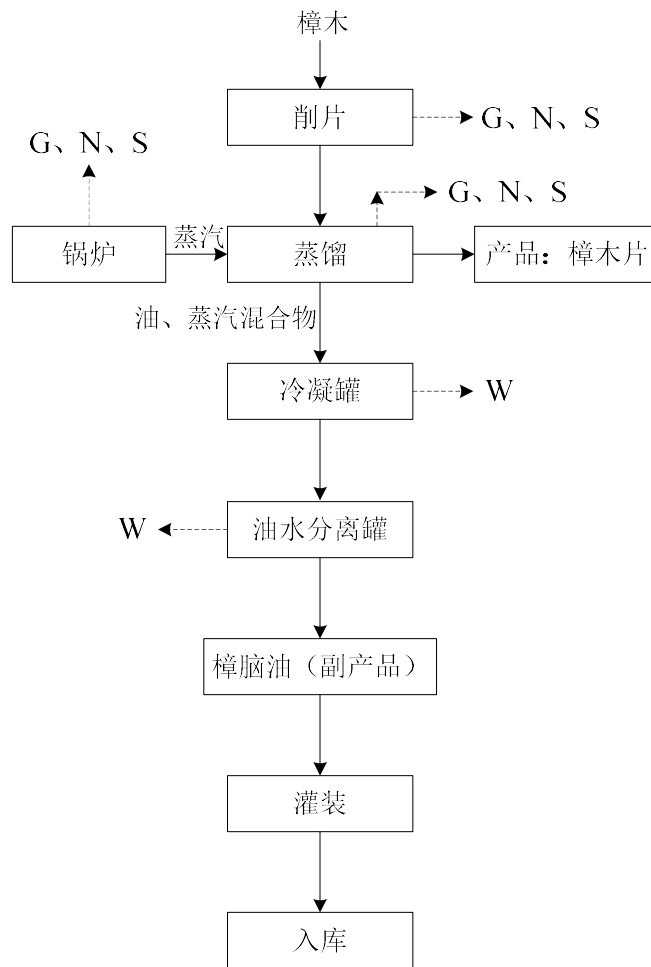 樟木
削片
G、N、S
G、N、S
G、N、S
锅炉
蒸汽
蒸馏
产品：樟木片
油、蒸汽混合物
冷凝罐
W
W
油水分离罐
樟脑油（副产品）
灌装
入库